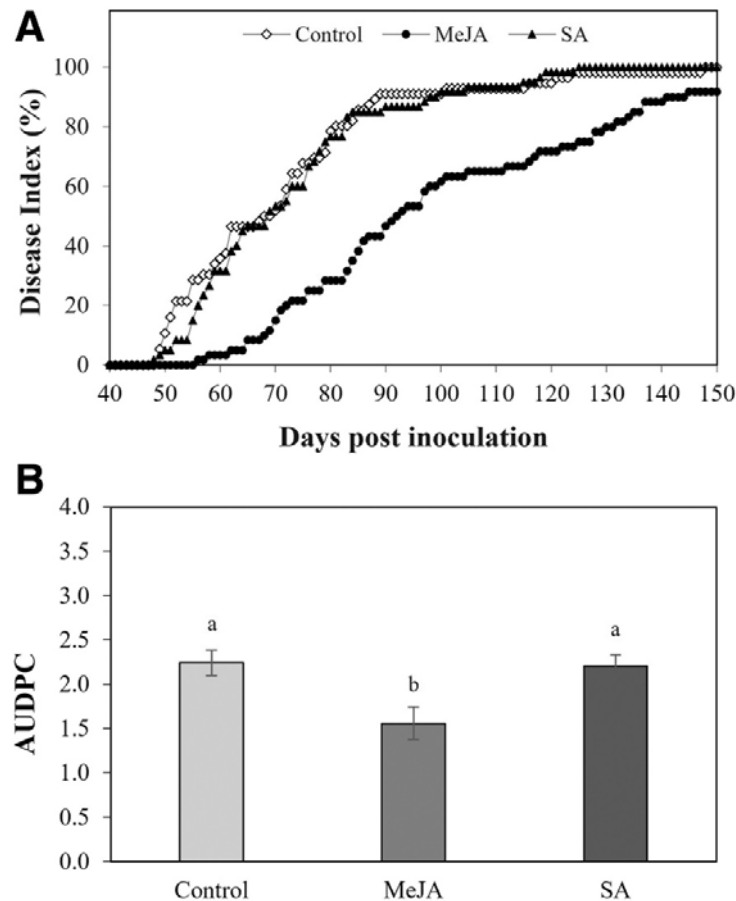 A
Control MeJA SA
100
80
60
40
20
0
Disease Index (%)
40 50 60 70 80 90 100 110 120 130 140 150
Days post inoculation
B
4.0
3.5
3.0
2.5
2.0
1.5
1.0
0.5
0.0
AUDPC
a b a
Control MeJA SA